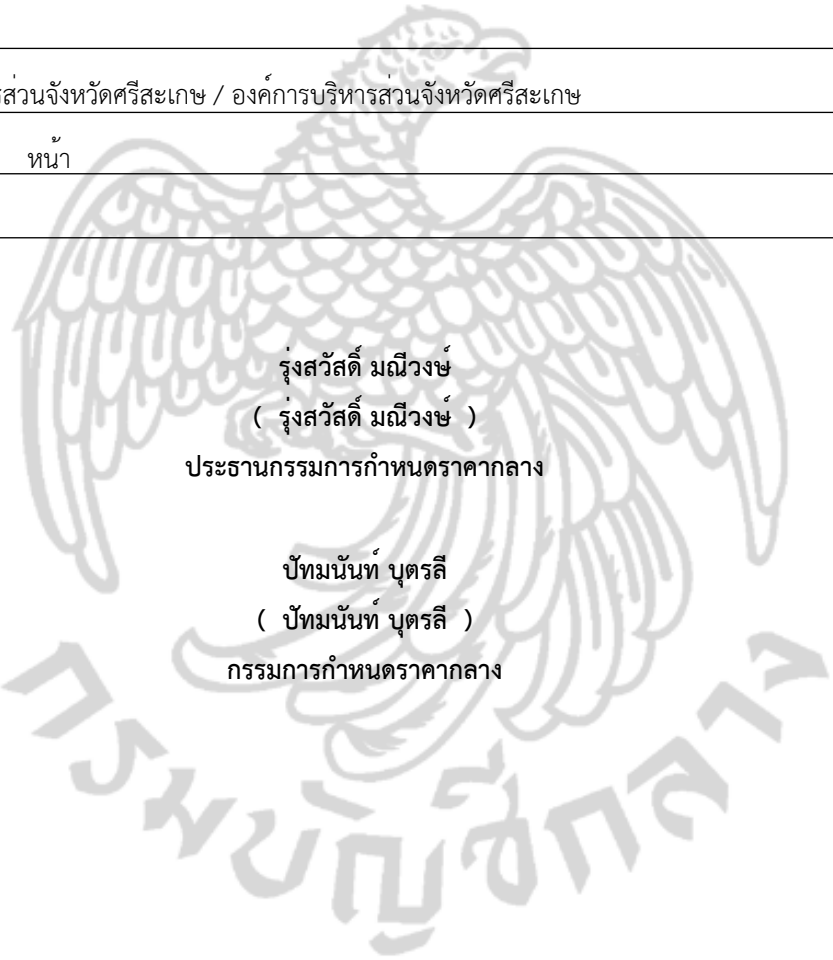 ส่วนจังหวัดศรีสะเกษ / องค์การบริหารส่วนจังหวัดศรีสะเกษ
หน้า
รุ่งสวัสดิ์ มณีวงษ์
( รุ่งสวัสดิ์ มณีวงษ์ )
ประธานกรรมการกำหนดราคากลาง
ปัทมนันท์ บุตรลี
( ปัทมนันท์ บุตรลี )
กรรมการกำหนดราคากลาง
กรมบัญชีกลาง